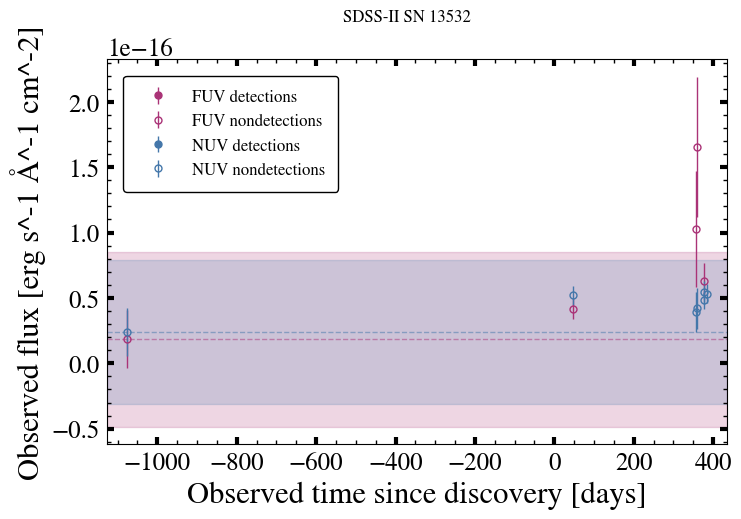 SDSS-II SN 13532
1e−16
FUV detections
FUV nondetections
NUV detections
NUV nondetections
2.0
1.5
1.0
0.5
0.0
−0.5
Observed flux [erg s^-1 Å^-1 cm^-2]
−1000 −800 −600 −400 −200 0 200 400
Observed time since discovery [days]